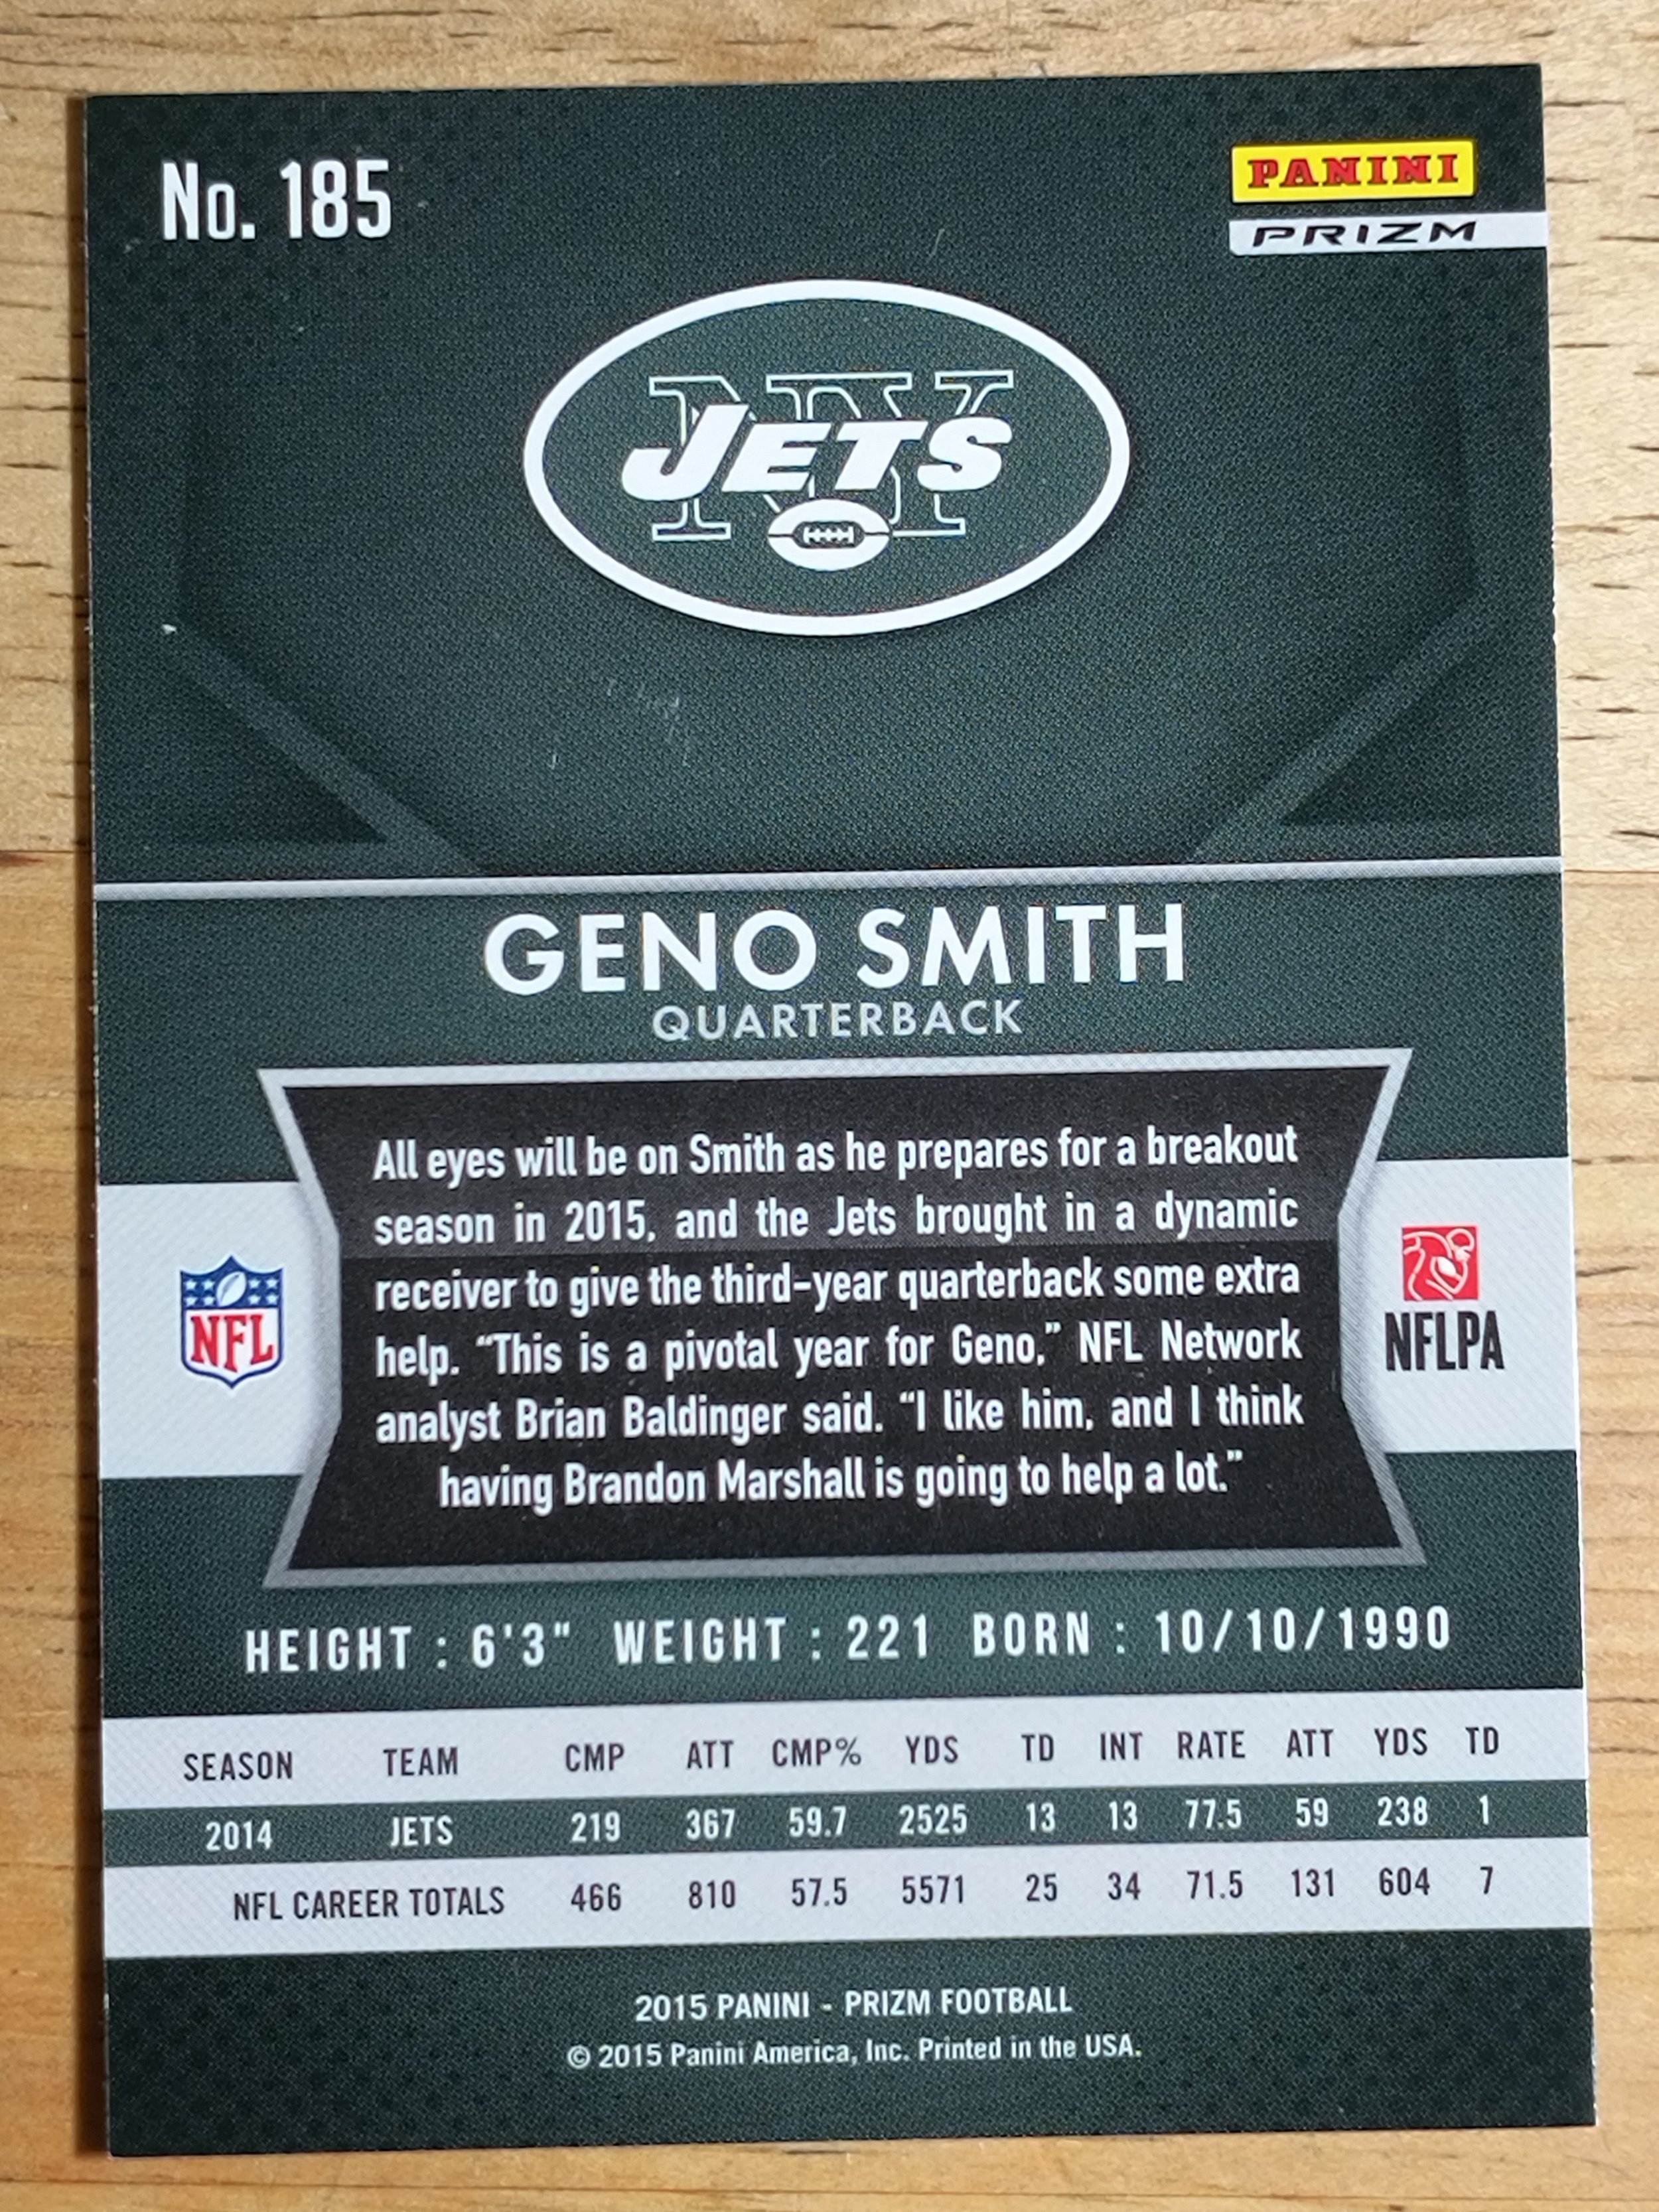 No. 185
PANINI
PRIZM
NY
JETS
GENO SMITH
QUARTERBACK
All eyes will be on Smith as he prepares for a breakout
season in 2015, and the Jets brought in a dynamic
receiver to give the third-year quarterback some extra
help. “This is a pivotal year for Geno,” NFL Network
analyst Brian Baldinger said. “I like him, and I think
having Brandon Marshall is going to help a lot.”
NFL
NFLPA
HEIGHT : 6'3" WEIGHT : 221 BORN : 10/10/1990
SEASON TEAM CMP ATT CMP% YDS TD INT RATE ATT YDS TD
2014 JETS 219 367 59.7 2525 13 13 77.5 59 238 1
NFL CAREER TOTALS 466 810 57.5 5571 25 34 71.5 131 604 7
2015 PANINI - PRIZM FOOTBALL
© 2015 Panini America, Inc. Printed in the USA.